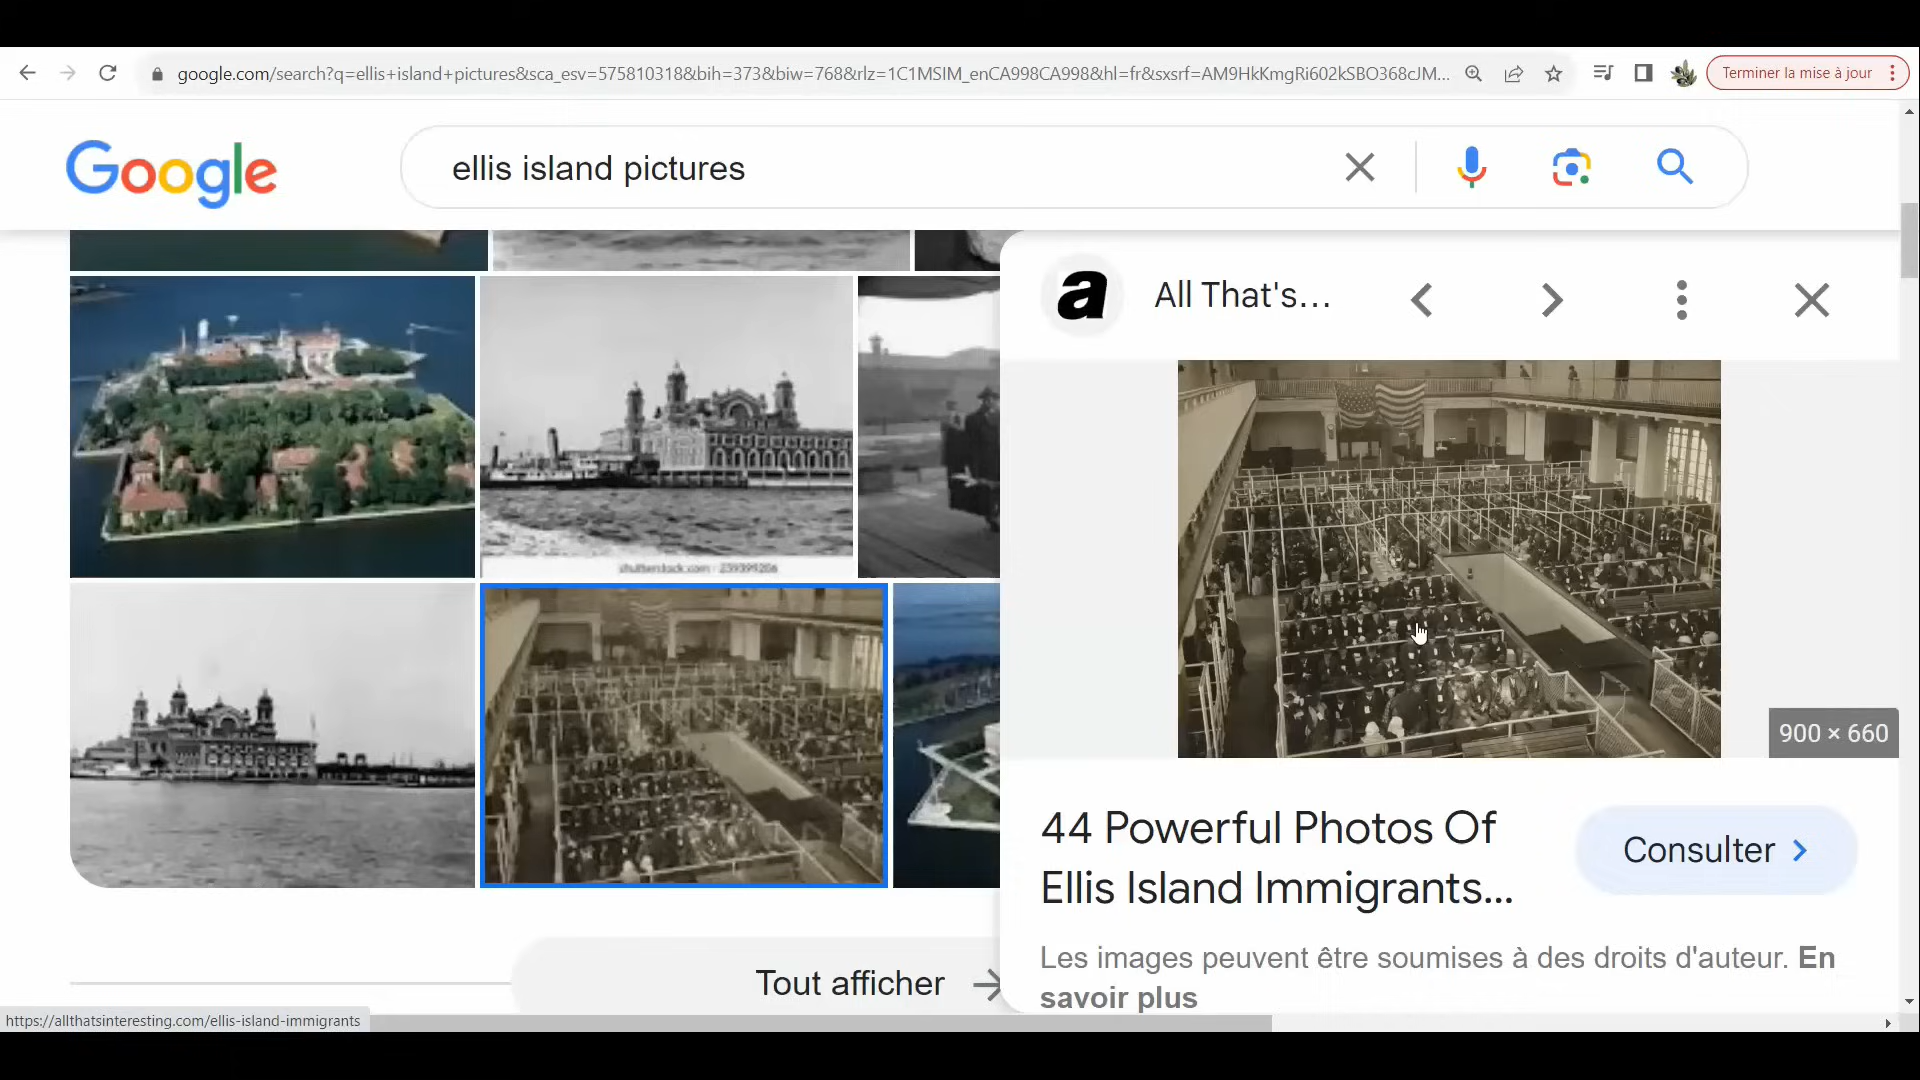 google.com/search?q=ellis+island+pictures&sca_esv=575810318&bih=373&biw=768&rlz=1C1MSIM_enCA998CA998&hl=fr&sxsrf=AM9HkKmgRi602kSBO368cJM...
Terminer la mise à jour
Google
ellis island pictures
a
All That's...
shutterstock.com · 239399206
900 × 660
44 Powerful Photos Of
Ellis Island Immigrants...
Consulter
Les images peuvent être soumises à des droits d'auteur. En
savoir plus
Tout afficher
https://allthatsinteresting.com/ellis-island-immigrants